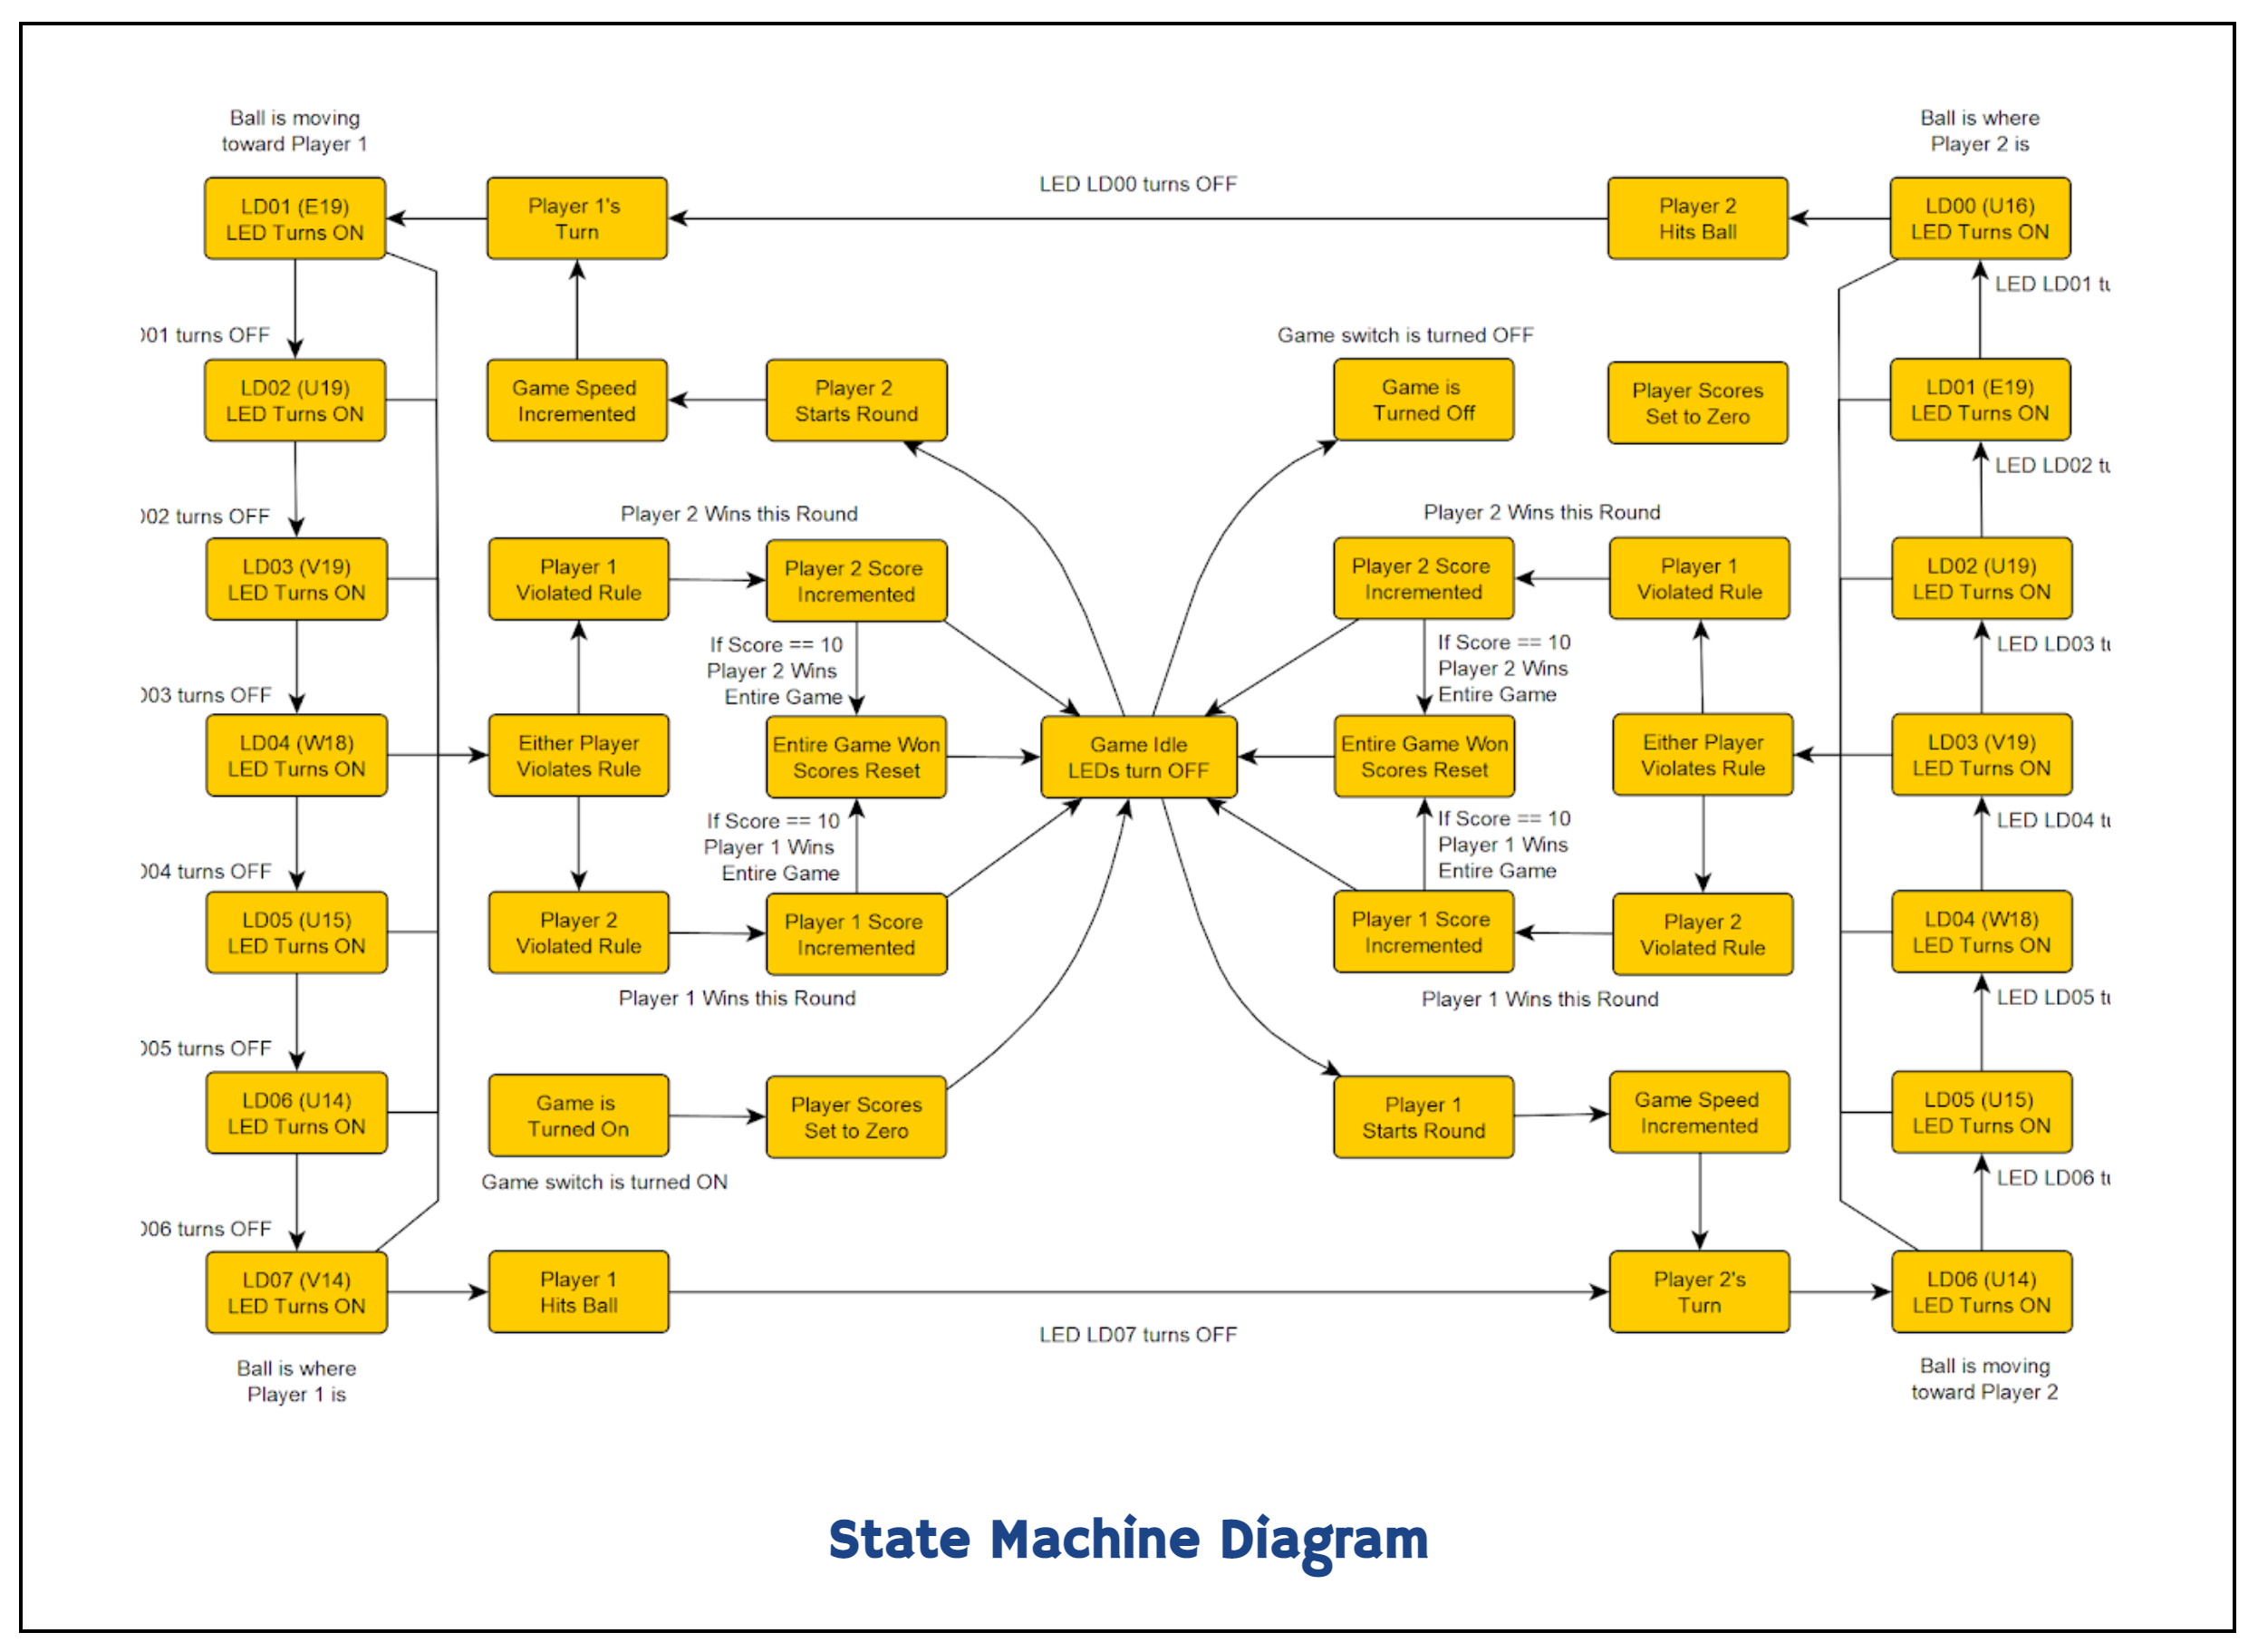 Ball is moving
toward Player 1
Ball is where
Player 2 is
LD01 (E19)
LED Turns ON
Player 1's
Turn
LED LD00 turns OFF
Player 2
Hits Ball
LD00 (U16)
LED Turns ON
LED LD01
01 turns OFF
Game switch is turned OFF
LD02 (U19)
LED Turns ON
Game Speed
Incremented
Player 2
Starts Round
Game is
Turned Off
Player Scores
Set to Zero
LD01 (E19)
LED Turns ON
LED LD02
02 turns OFF
Player 2 Wins this Round
Player 2 Wins this Round
LD03 (V19)
LED Turns ON
Player 1
Violated Rule
Player 2 Score
Incremented
Player 2 Score
Incremented
Player 1
Violated Rule
LD02 (U19)
LED Turns ON
If Score == 10
Player 2 Wins
Entire Game
If Score == 10
Player 2 Wins
Entire Game
LED LD03
03 turns OFF
LD04 (W18)
LED Turns ON
Either Player
Violates Rule
Entire Game Won
Scores Reset
Game Idle
LEDs turn OFF
Entire Game Won
Scores Reset
Either Player
Violates Rule
LD03 (V19)
LED Turns ON
If Score == 10
Player 1 Wins
Entire Game
If Score == 10
Player 1 Wins
Entire Game
LED LD04
04 turns OFF
LD05 (U15)
LED Turns ON
Player 2
Violated Rule
Player 1 Score
Incremented
Player 1 Score
Incremented
Player 2
Violated Rule
LD04 (W18)
LED Turns ON
Player 1 Wins this Round
Player 1 Wins this Round
LED LD05
05 turns OFF
LD06 (U14)
LED Turns ON
Game is
Turned On
Player Scores
Set to Zero
Player 1
Starts Round
Game Speed
Incremented
LD05 (U15)
LED Turns ON
Game switch is turned ON
LED LD06
06 turns OFF
LD07 (V14)
LED Turns ON
Player 1
Hits Ball
Player 2's
Turn
LD06 (U14)
LED Turns ON
LED LD07 turns OFF
Ball is where
Player 1 is
Ball is moving
toward Player 2
State Machine Diagram